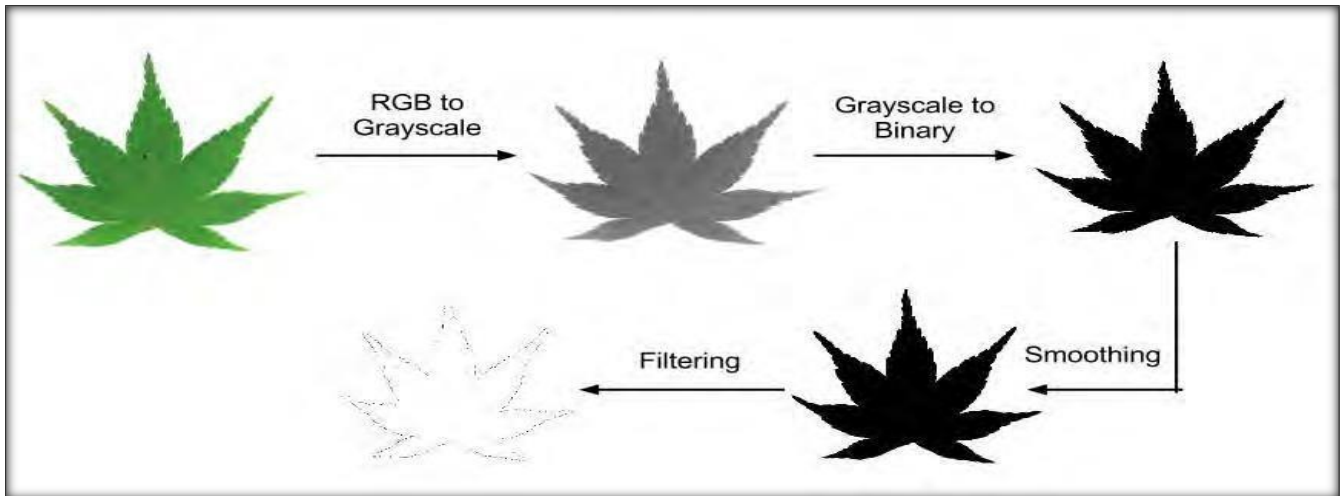 RGB to
Grayscale
Grayscale to
Binary
Smoothing
Filtering